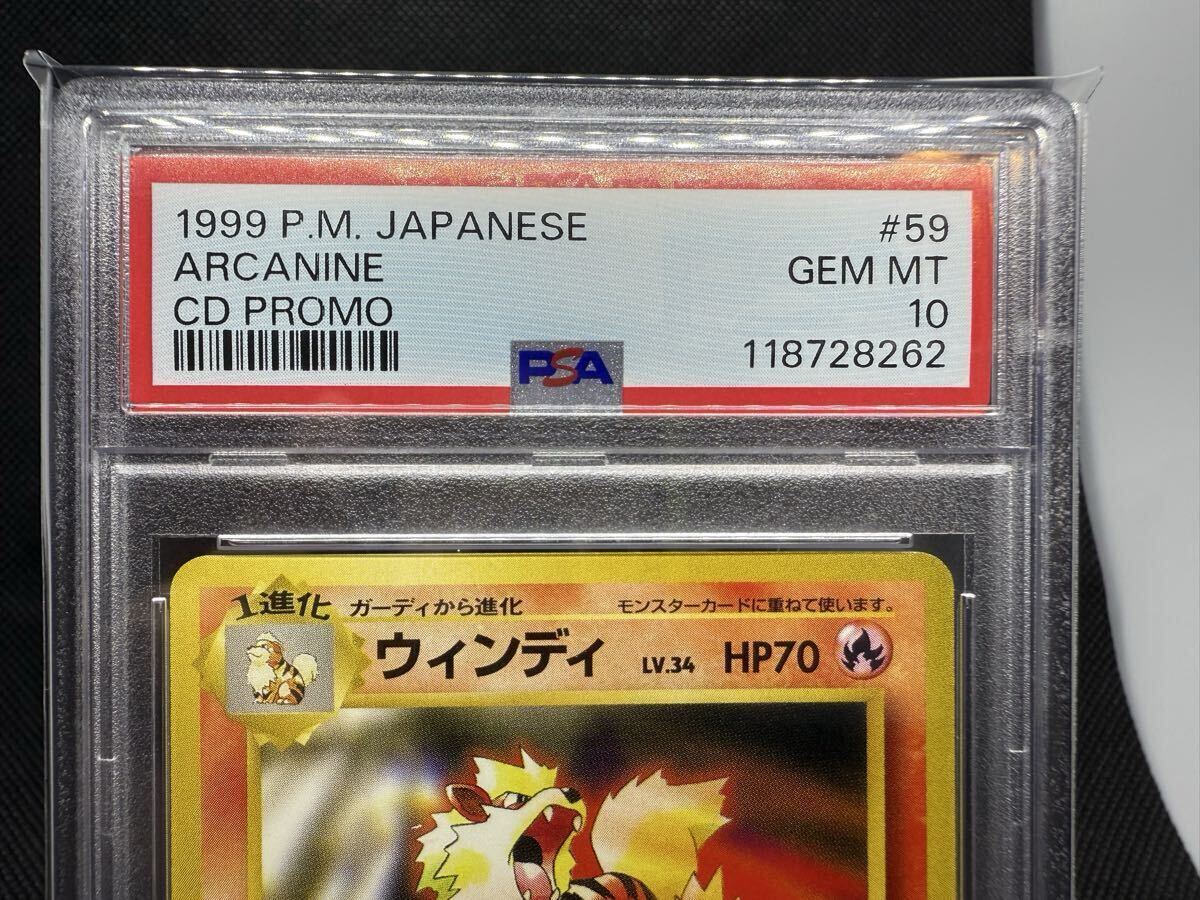 1999 P.M. JAPANESE #59
ARCANINE GEM MT
CD PROMO 10
118728262
PSA
1進化 ガーディから進化 モンスターカードに重ねて使います。
ウィンディ LV.34 HP70